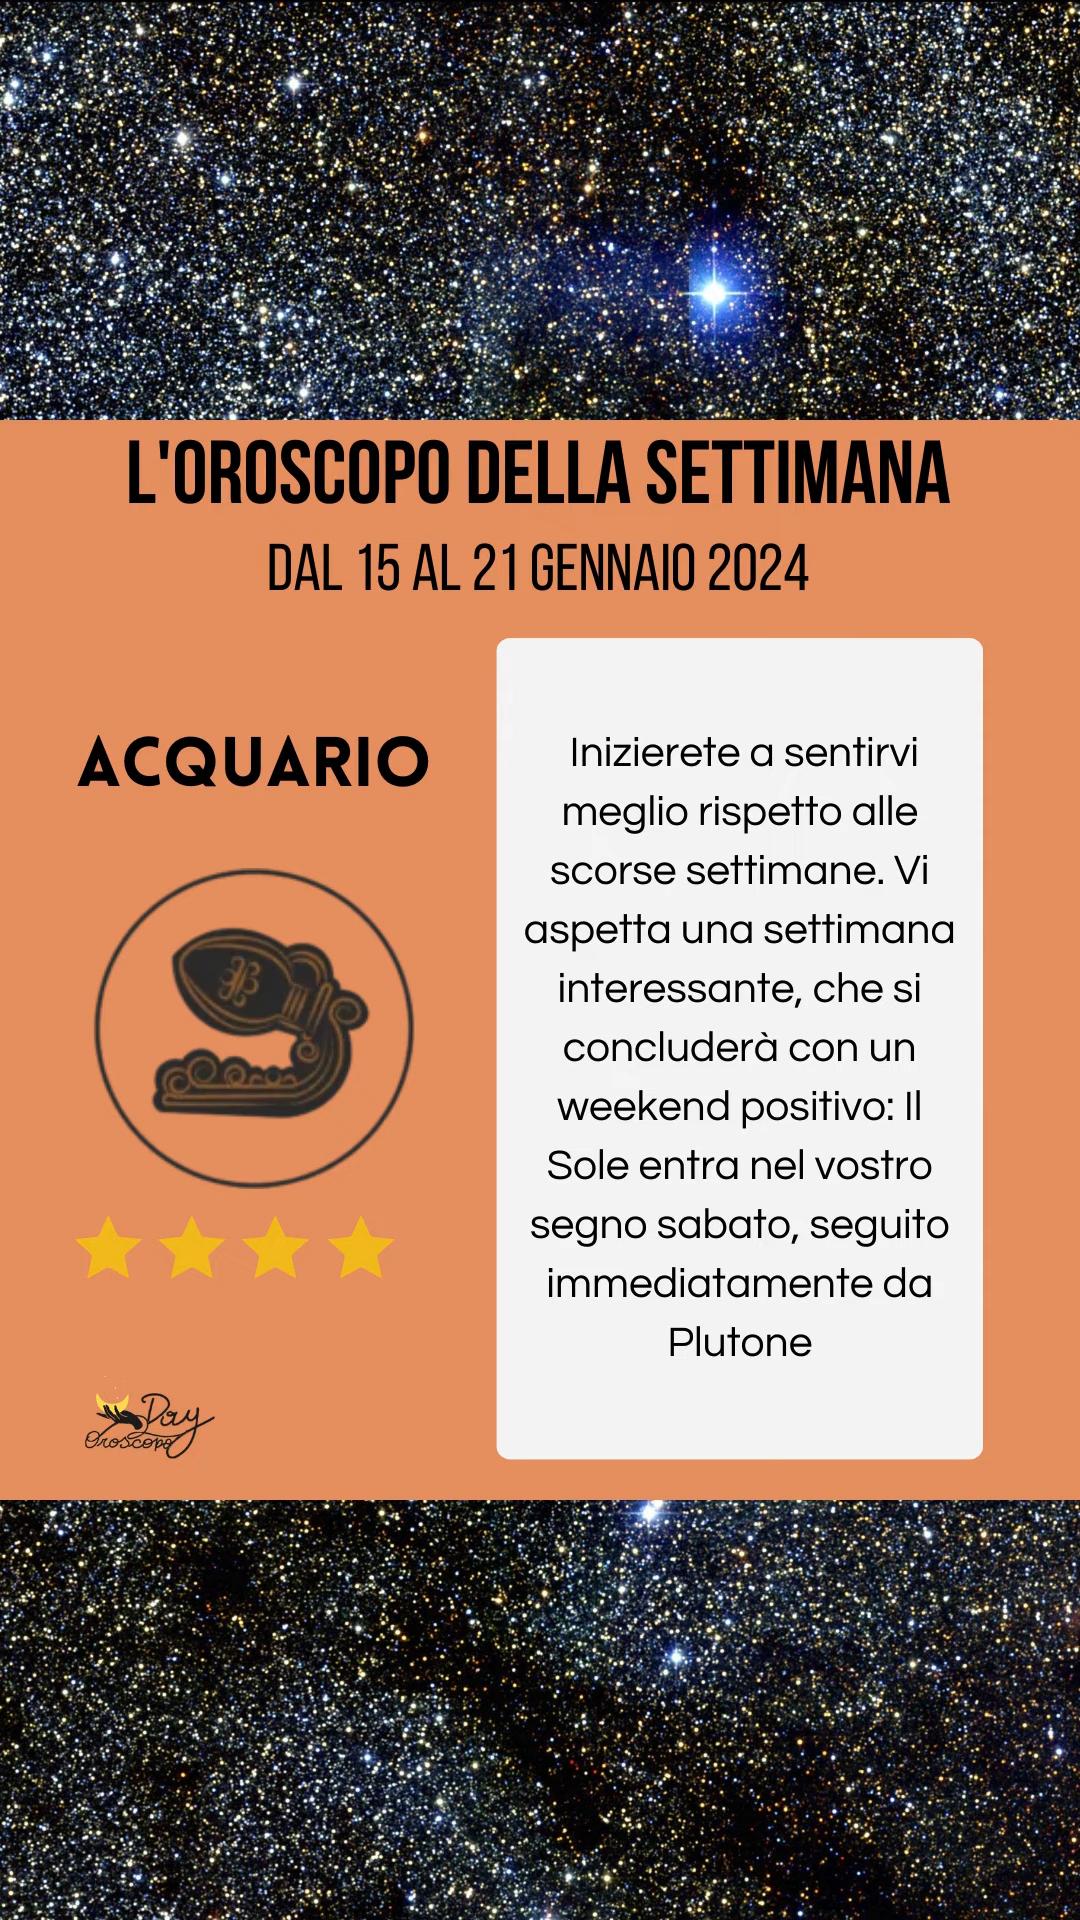 L'OROSCOPO DELLA SETTIMANA
DAL 15 AL 21 GENNAIO 2024
ACQUARIO
Inizierete a sentirvi
meglio rispetto alle
scorse settimane. Vi
aspetta una settimana
interessante, che si
concluderà con un
weekend positivo: Il
Sole entra nel vostro
segno sabato, seguito
immediatamente da
Plutone
Day
Oroscopo